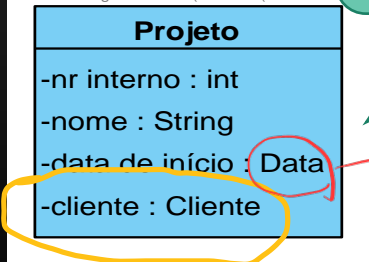 Projeto
-nr interno : int
-nome : String
-data de início : Data
-cliente : Cliente